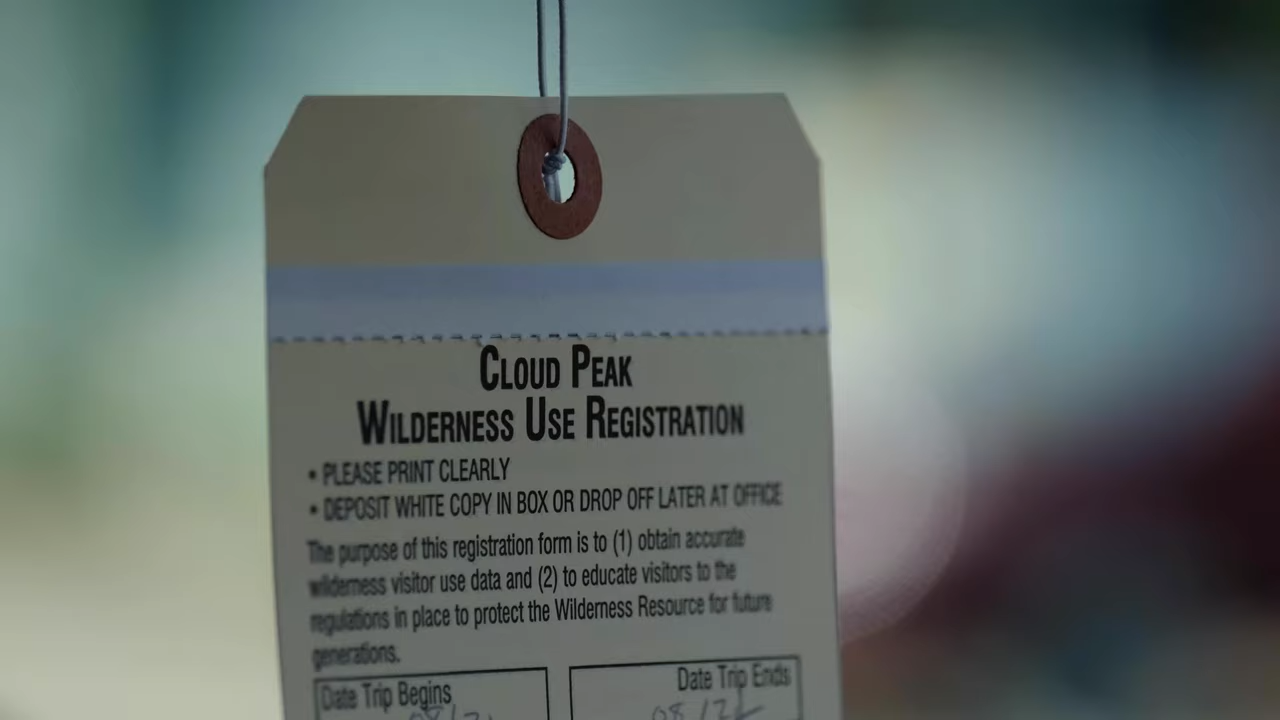 CLOUD PEAK
WILDERNESS USE REGISTRATION
• PLEASE PRINT CLEARLY
• DEPOSIT WHITE COPY IN BOX OR DROP OFF LATER AT OFFICE
The purpose of this registration form is to (1) obtain accurate
wilderness visitor use data and (2) to educate visitors to the
regulations in place to protect the Wilderness Resource for future
generations.
Date Trip Begins
Date Trip Ends